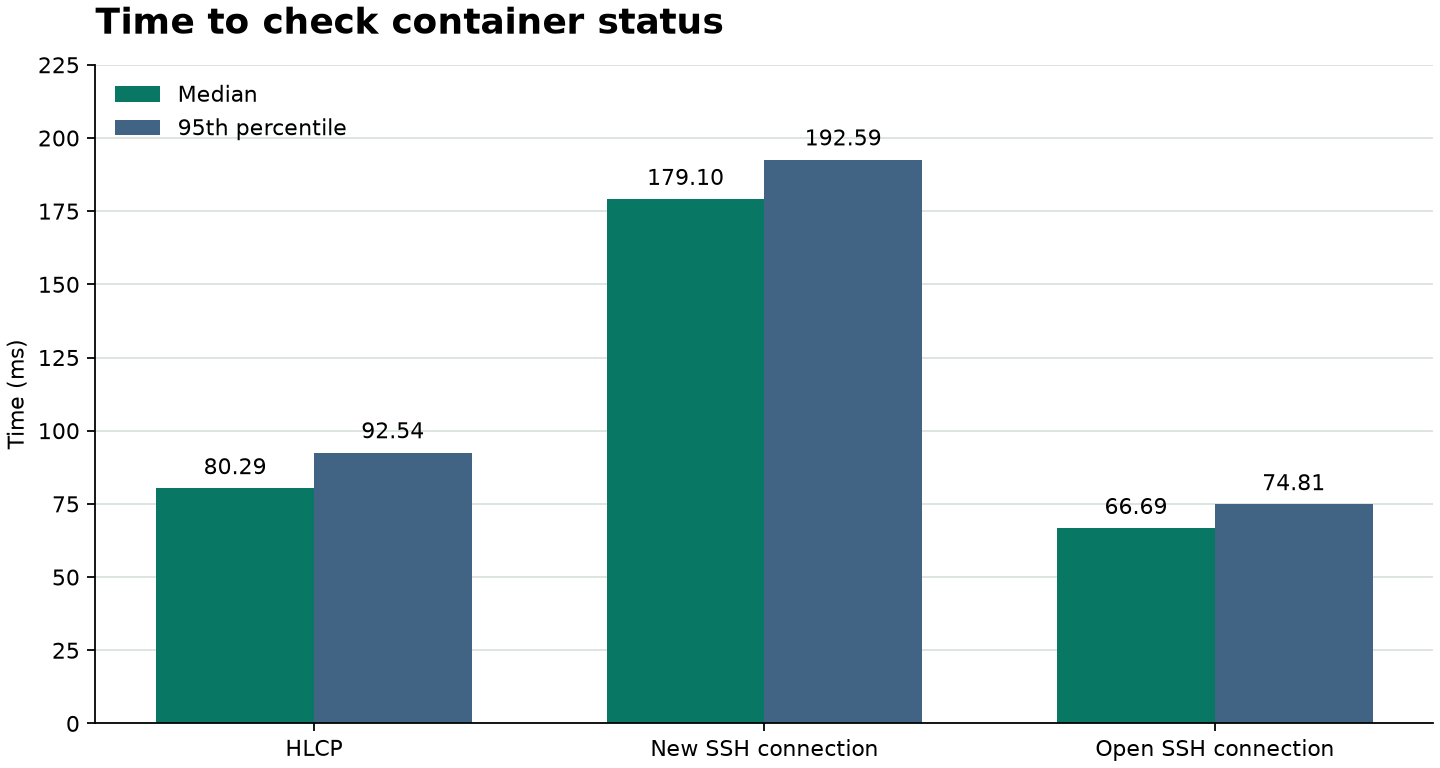 Time to check container status
225
200
175
150
125
100
75
50
25
0
Time (ms)
Median
95th percentile
80.29
92.54
179.10
192.59
66.69
74.81
HLCP
New SSH connection
Open SSH connection